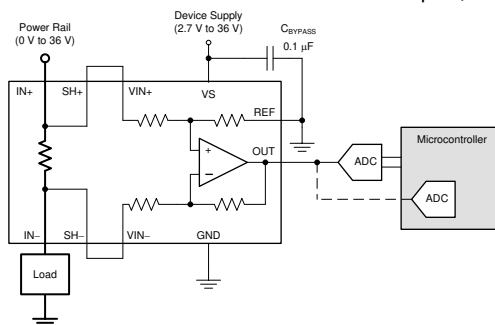 Device Supply
(2.7 V to 36 V)
Power Rail
(0 V to 36 V)
CBYPASS
0.1 µF
IN+
SH+
VIN+
VS
REF
OUT
+
−
ADC
Microcontroller
ADC
IN−
SH−
VIN−
GND
Load